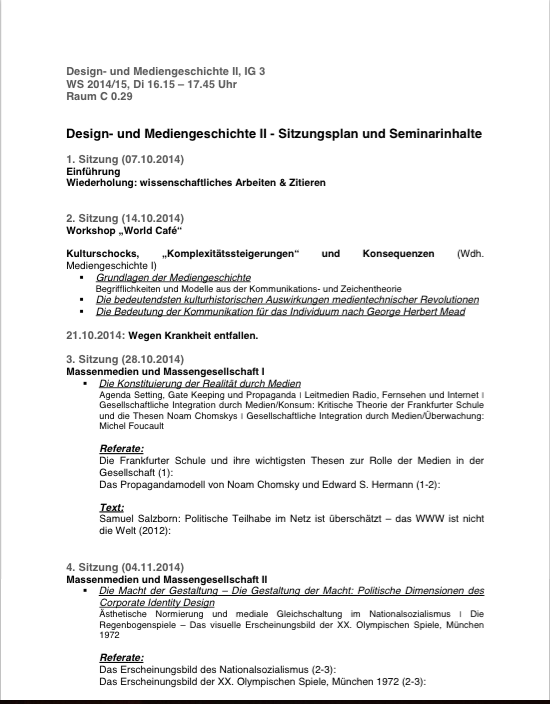 Design- und Mediengeschichte II, IG 3
WS 2014/15, Di 16.15 – 17.45 Uhr
Raum C 0.29
Design- und Mediengeschichte II - Sitzungsplan und Seminarinhalte
1. Sitzung (07.10.2014)
Einführung
Wiederholung: wissenschaftliches Arbeiten & Zitieren
2. Sitzung (14.10.2014)
Workshop „World Café“
Kulturschocks, „Komplexitätssteigerungen“ und Konsequenzen (Wdh.
Mediengeschichte I)
▪ Grundlagen der Mediengeschichte
Begrifflichkeiten und Modelle aus der Kommunikations- und Zeichentheorie
▪ Die bedeutendsten kulturhistorischen Auswirkungen medientechnischer Revolutionen
▪ Die Bedeutung der Kommunikation für das Individuum nach George Herbert Mead
21.10.2014: Wegen Krankheit entfallen.
3. Sitzung (28.10.2014)
Massenmedien und Massengesellschaft I
▪ Die Konstituierung der Realität durch Medien
Agenda Setting, Gate Keeping und Propaganda | Leitmedien Radio, Fernsehen und Internet |
Gesellschaftliche Integration durch Medien/Konsum: Kritische Theorie der Frankfurter Schule
und die Thesen Noam Chomskys | Gesellschaftliche Integration durch Medien/Überwachung:
Michel Foucault
Referate:
Die Frankfurter Schule und ihre wichtigsten Thesen zur Rolle der Medien in der
Gesellschaft (1):
Das Propagandamodell von Noam Chomsky und Edward S. Hermann (1-2):
Text:
Samuel Salzborn: Politische Teilhabe im Netz ist überschätzt – das WWW ist nicht
die Welt (2012):
4. Sitzung (04.11.2014)
Massenmedien und Massengesellschaft II
▪ Die Macht der Gestaltung – Die Gestaltung der Macht: Politische Dimensionen des
Corporate Identity Design
Ästhetische Normierung und mediale Gleichschaltung im Nationalsozialismus | Die
Regenbogenspiele – Das visuelle Erscheinungsbild der XX. Olympischen Spiele, München
1972
Referate:
Das Erscheinungsbild des Nationalsozialismus (2-3):
Das Erscheinungsbild der XX. Olympischen Spiele, München 1972 (2-3):